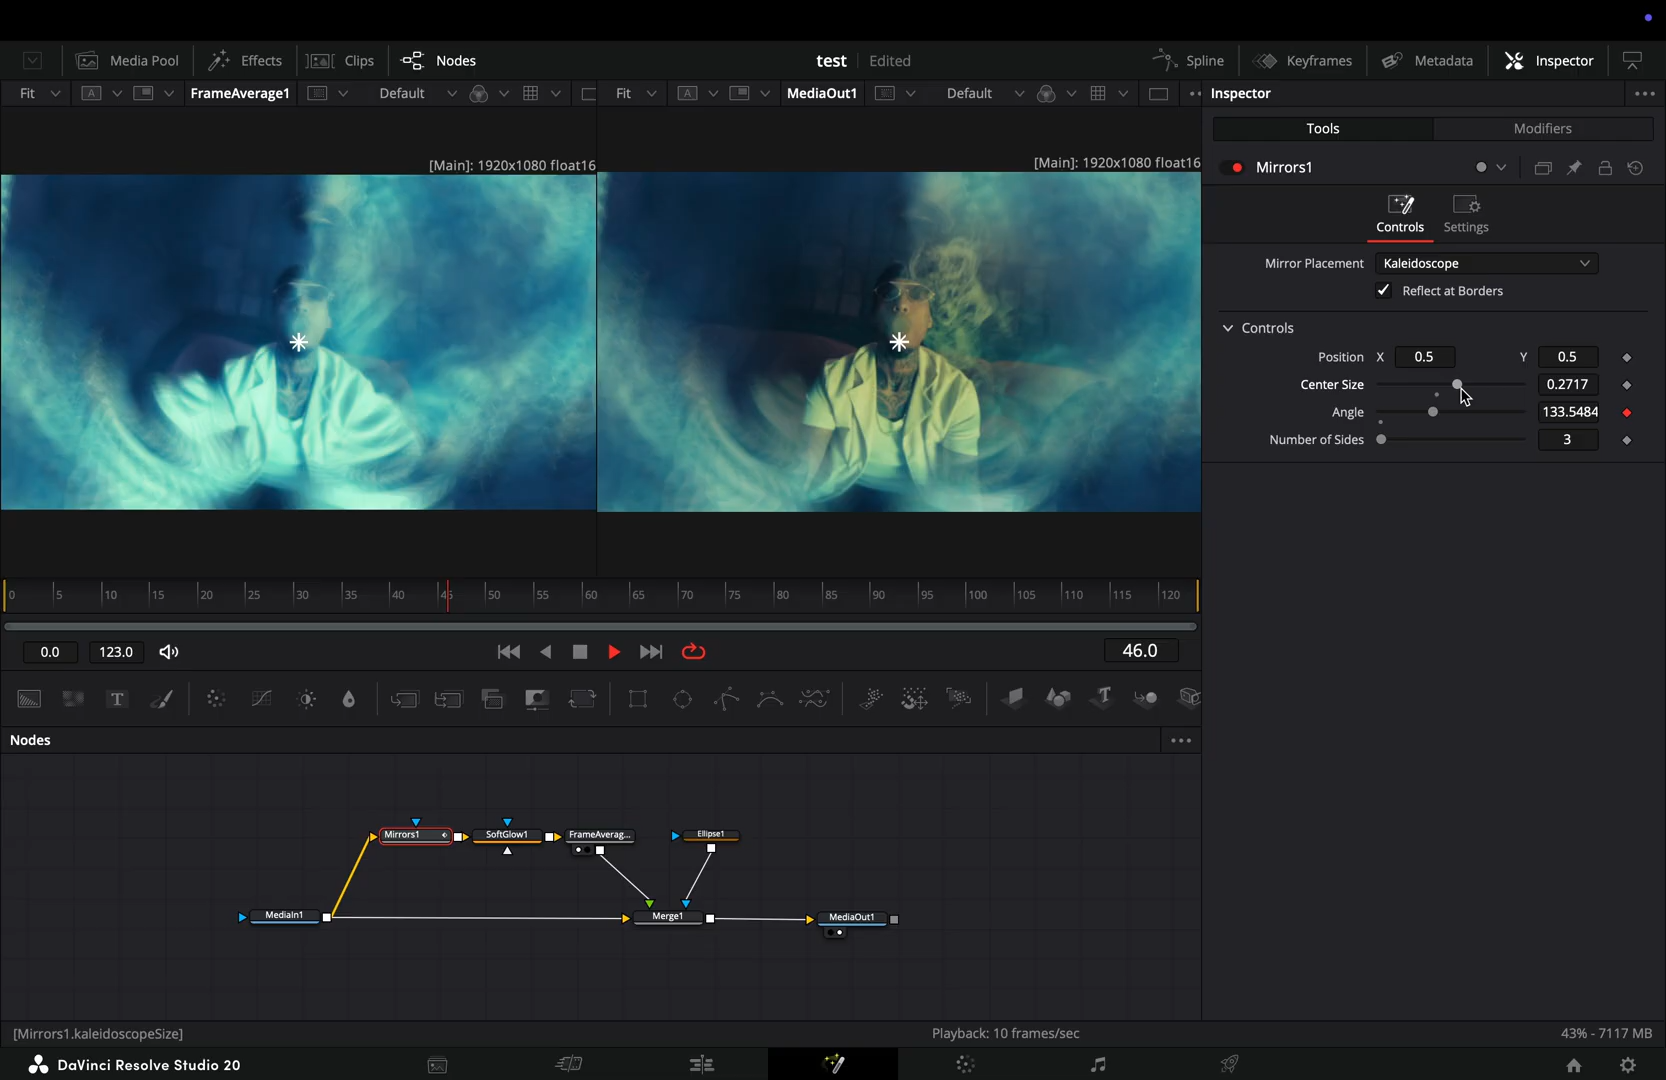 Media Pool Effects Clips Nodes test Edited Spline Keyframes Metadata Inspector
Fit A FrameAverage1 Default Fit A MediaOut1 Default Inspector
Tools Modifiers
[Main]: 1920x1080 float16 [Main]: 1920x1080 float16
Mirrors1
Controls Settings
Mirror Placement Kaleidoscope
Reflect at Borders
Controls
Position X 0.5 Y 0.5
Center Size 0.2717
Angle 133.5484
Number of Sides 3
0 5 10 15 20 25 30 35 40 45 50 55 60 65 70 75 80 85 90 95 100 105 110 115 120
0.0 123.0 46.0
T T
Nodes
Mirrors1 SoftGlow1 FrameAverag... Ellipse1
MediaIn1 Merge1 MediaOut1
[Mirrors1.kaleidoscopeSize] Playback: 10 frames/sec 43% - 7117 MB
DaVinci Resolve Studio 20